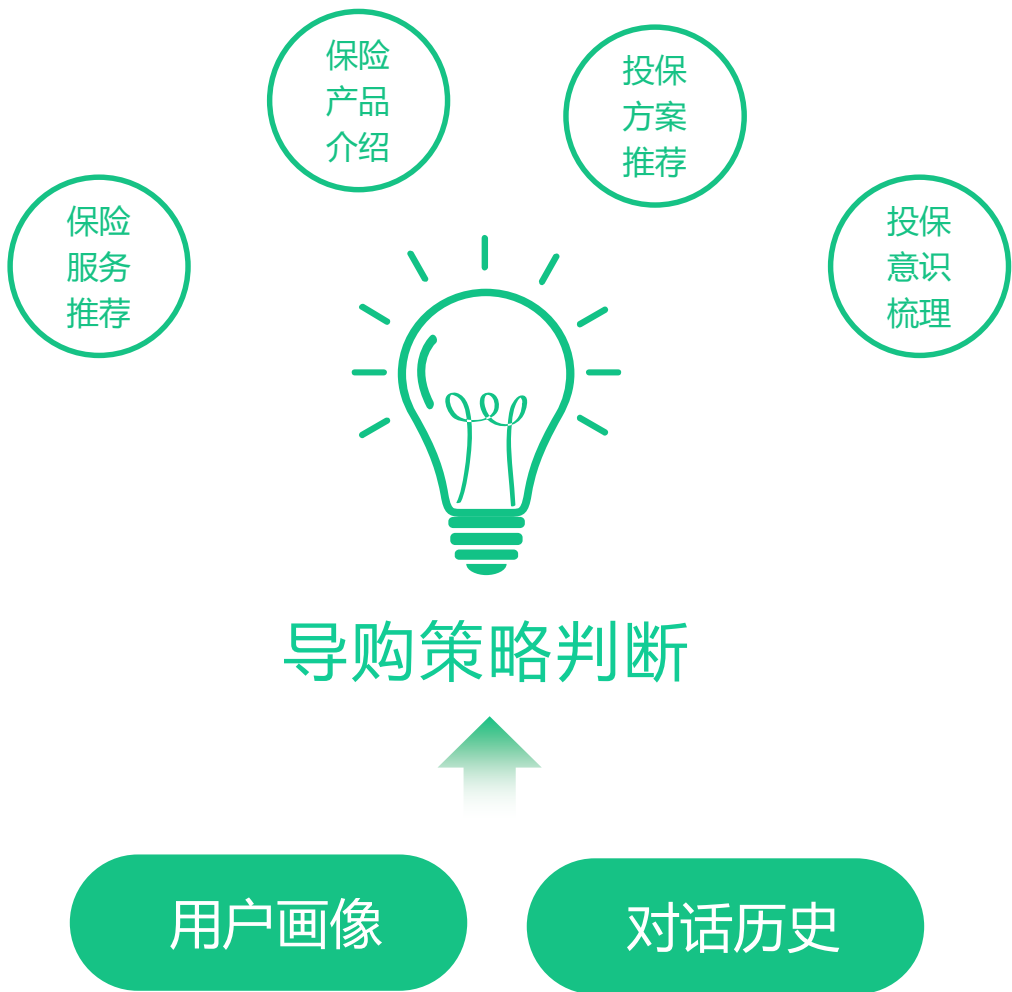 保险
产品
介绍
投保
方案
推荐
保险
服务
推荐
投保
意识
梳理
导购策略判断
用户画像
对话历史